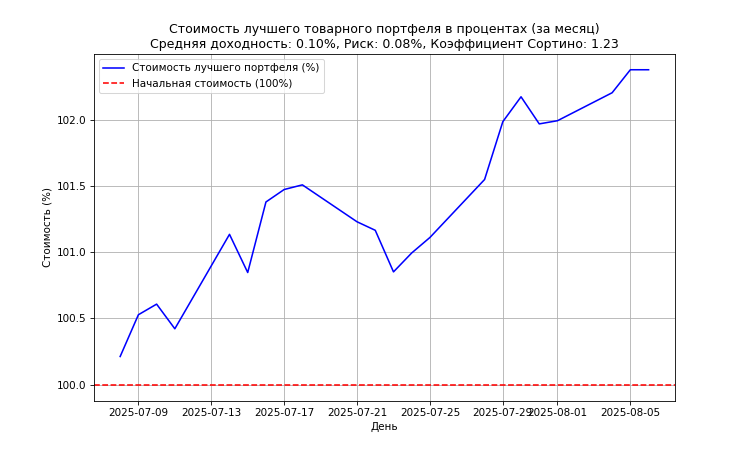 Стоимость лучшего товарного портфеля в процентах (за месяц)
Средняя доходность: 0.10%, Риск: 0.08%, Коэффициент Сортино: 1.23
Стоимость лучшего портфеля (%)
Начальная стоимость (100%)
Стоимость (%)
102.0
101.5
101.0
100.5
100.0
2025-07-09 2025-07-13 2025-07-17 2025-07-21 2025-07-25 2025-07-29 2025-08-01 2025-08-05
День